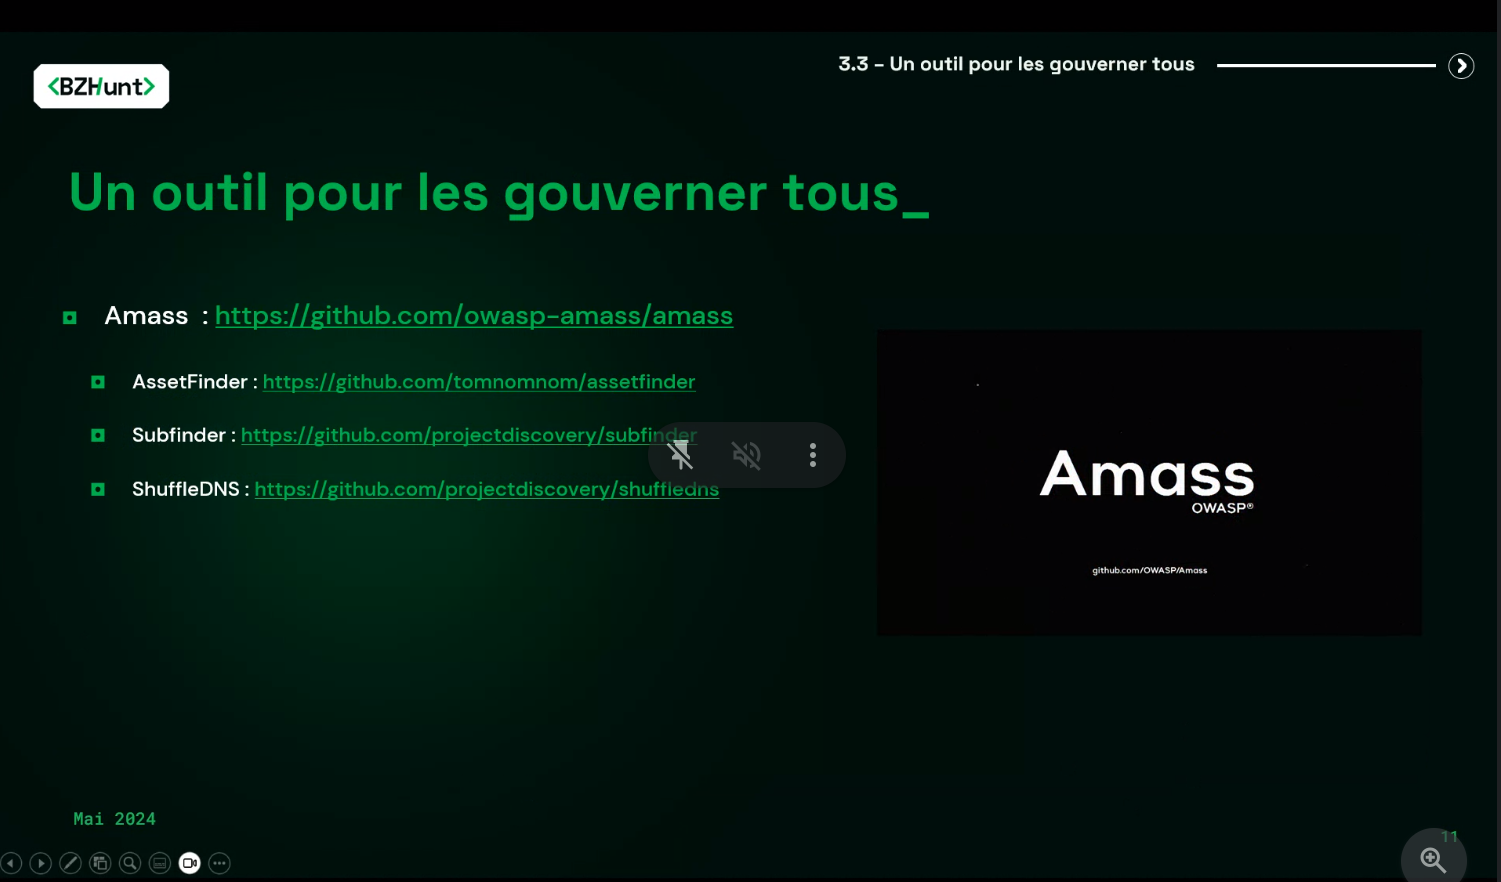 <BZHunt>
3.3 – Un outil pour les gouverner tous
Un outil pour les gouverner tous_
Amass : https://github.com/owasp-amass/amass
AssetFinder : https://github.com/tomnomnom/assetfinder
Subfinder : https://github.com/projectdiscovery/subfinder
ShuffleDNS : https://github.com/projectdiscovery/shuffledns
Amass
OWASP®
github.com/OWASP/Amass
Mai 2024
11